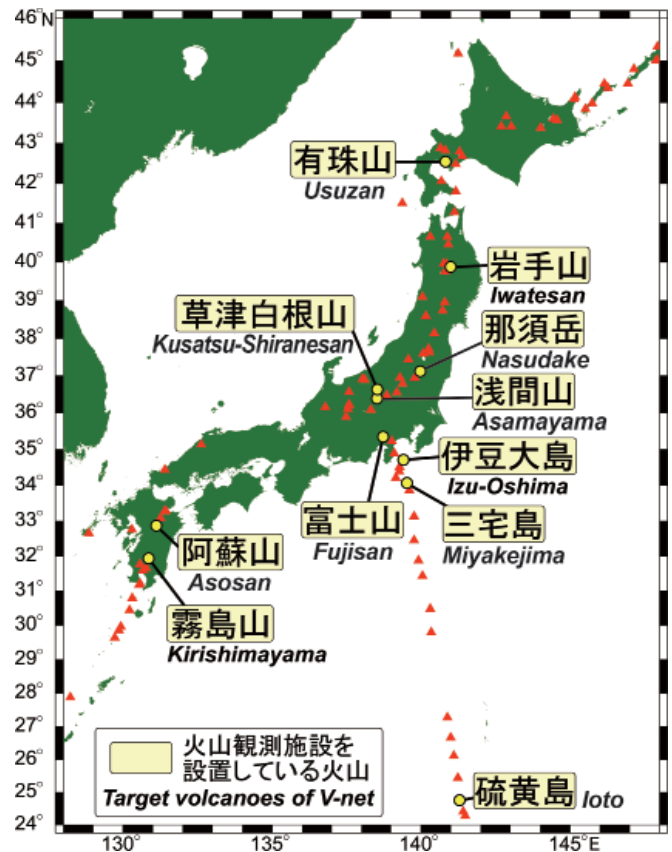 46°N
45°
44°
43°
42°
41°
40°
39°
38°
37°
36°
35°
34°
33°
32°
31°
30°
29°
28°
27°
26°
25°
24°
130°
135°
140°
145°E
有珠山
Usuzan
岩手山
Iwatesan
草津白根山
Kusatsu-Shiranesan
那須岳
Nasudake
浅間山
Asamayama
伊豆大島
Izu-Oshima
富士山
Fujisan
三宅島
Miyakejima
阿蘇山
Asosan
霧島山
Kirishimayama
硫黄島 Ioto
火山観測施設を
設置している火山
Target volcanoes of V-net